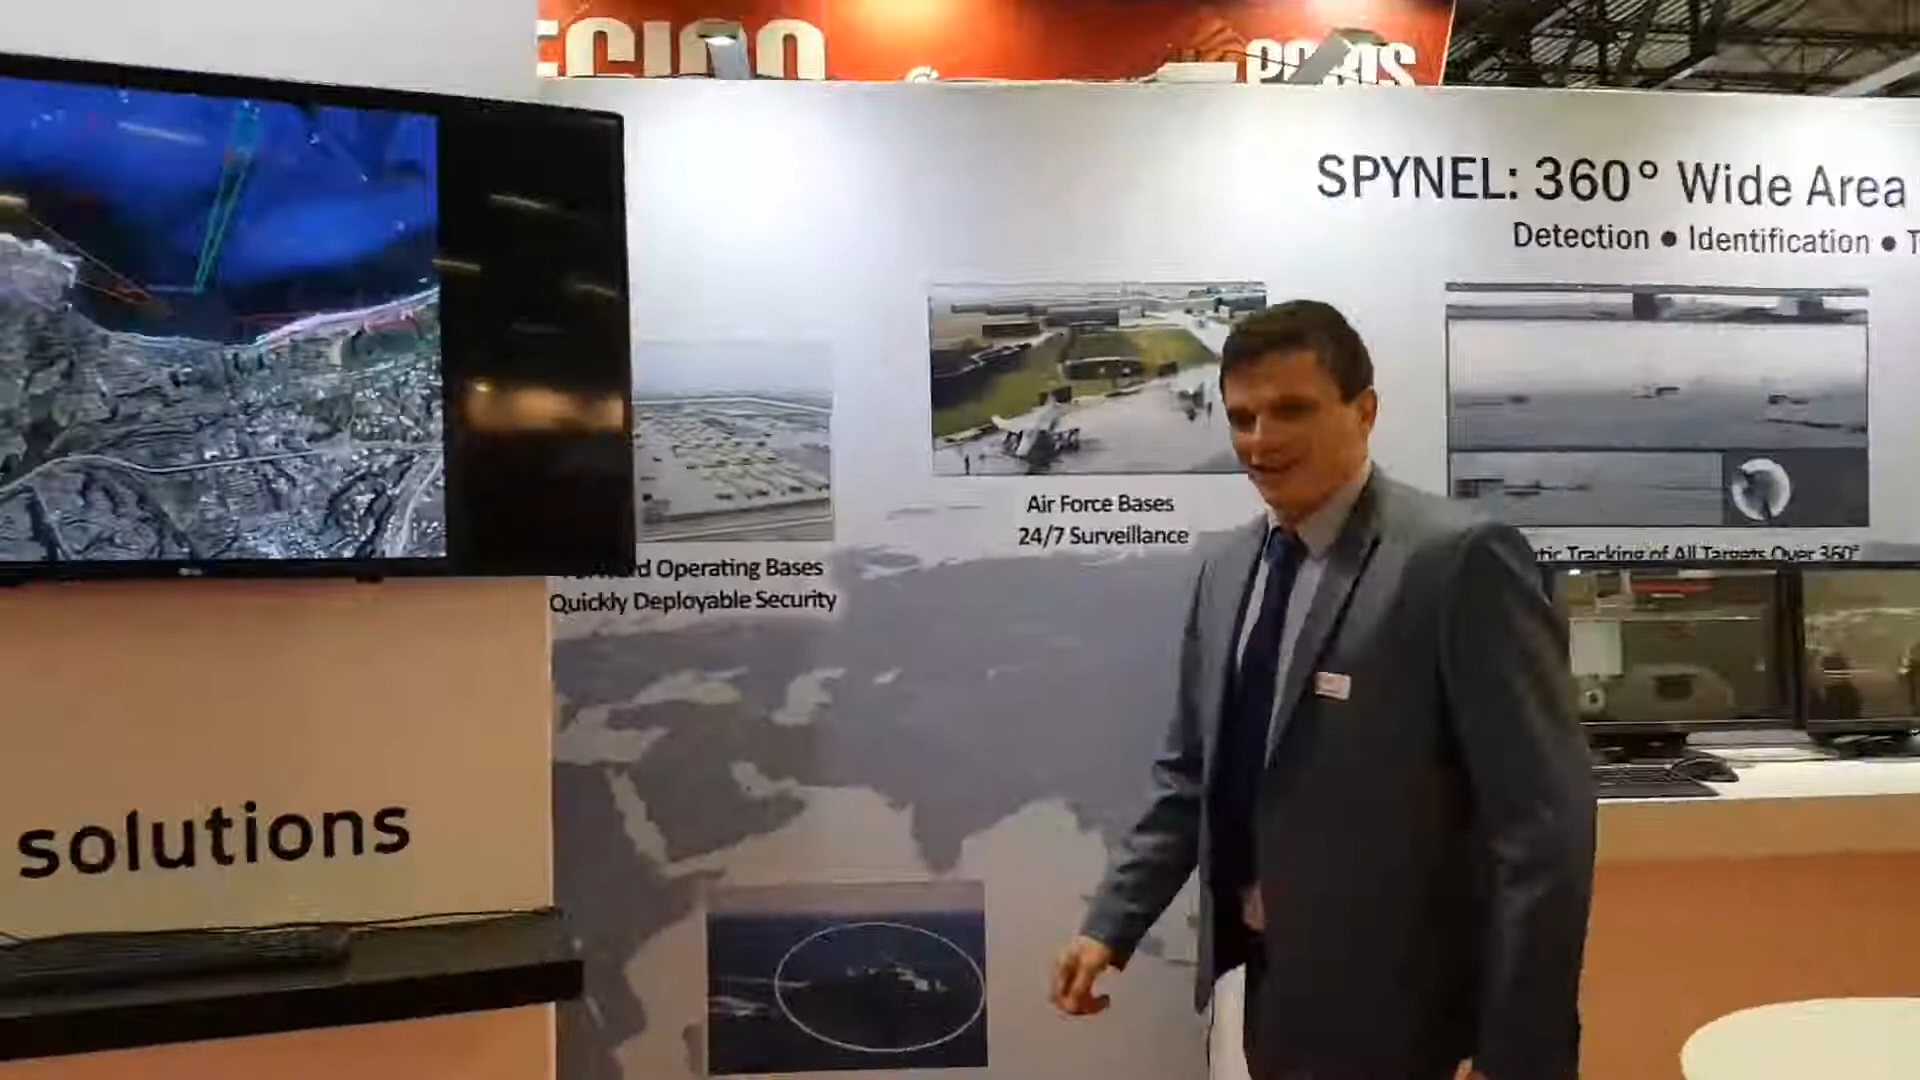 SPYNEL: 360° Wide Area
Detection ● Identification ●
Air Force Bases
24/7 Surveillance
Tracking of All Targets Over 360°
Operating Bases
Quickly Deployable Security
solutions